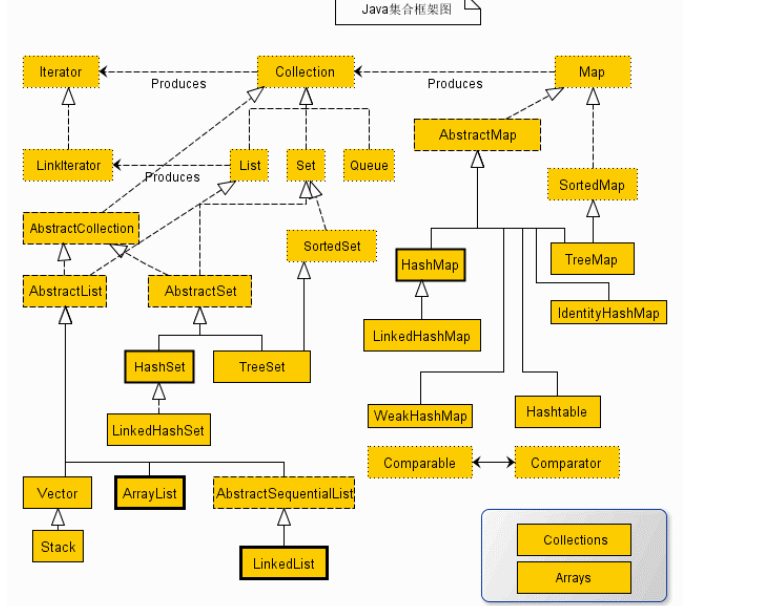 Java集合框架图
Iterator
Produces
Collection
Produces
Map
AbstractMap
LinkIterator
Produces
List
Set
Queue
SortedMap
AbstractCollection
SortedSet
HashMap
TreeMap
AbstractList
AbstractSet
IdentityHashMap
LinkedHashMap
HashSet
TreeSet
WeakHashMap
Hashtable
LinkedHashSet
Comparable
Comparator
Vector
ArrayList
AbstractSequentialList
Stack
LinkedList
Collections
Arrays